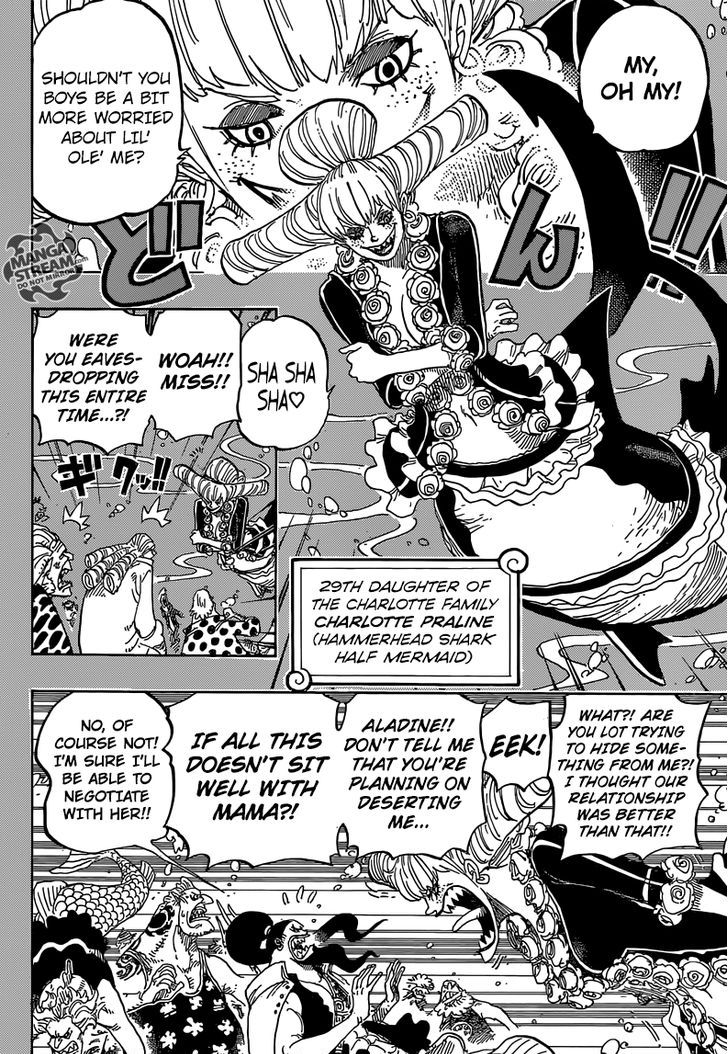 MY,
OH MY!
SHOULDN'T YOU
BOYS BE A BIT
MORE WORRIED
ABOUT LIL'
OLE' ME?
どん!!
MANGA
STREAM.com
DO NOT MIRROR
SHA SHA
SHA♡
WOAH!!
MISS!!
WERE
YOU EAVES-
DROPPING
THIS ENTIRE
TIME...?!
ギクッ!!
29TH DAUGHTER OF
THE CHARLOTTE FAMILY
CHARLOTTE PRALINE
(HAMMERHEAD SHARK
HALF MERMAID)
WHAT?! ARE
YOU LOT TRYING
TO HIDE SOME-
THING FROM ME?!
I THOUGHT OUR
RELATIONSHIP
WAS BETTER
THAN THAT!!
EEK!
ALADINE!!
DON'T TELL ME
THAT YOU'RE
PLANNING ON
DESERTING
ME...
IF ALL THIS
DOESN'T SIT
WELL WITH
MAMA?!
NO, OF
COURSE NOT!
I'M SURE I'LL
BE ABLE TO
NEGOTIATE
WITH HER!!